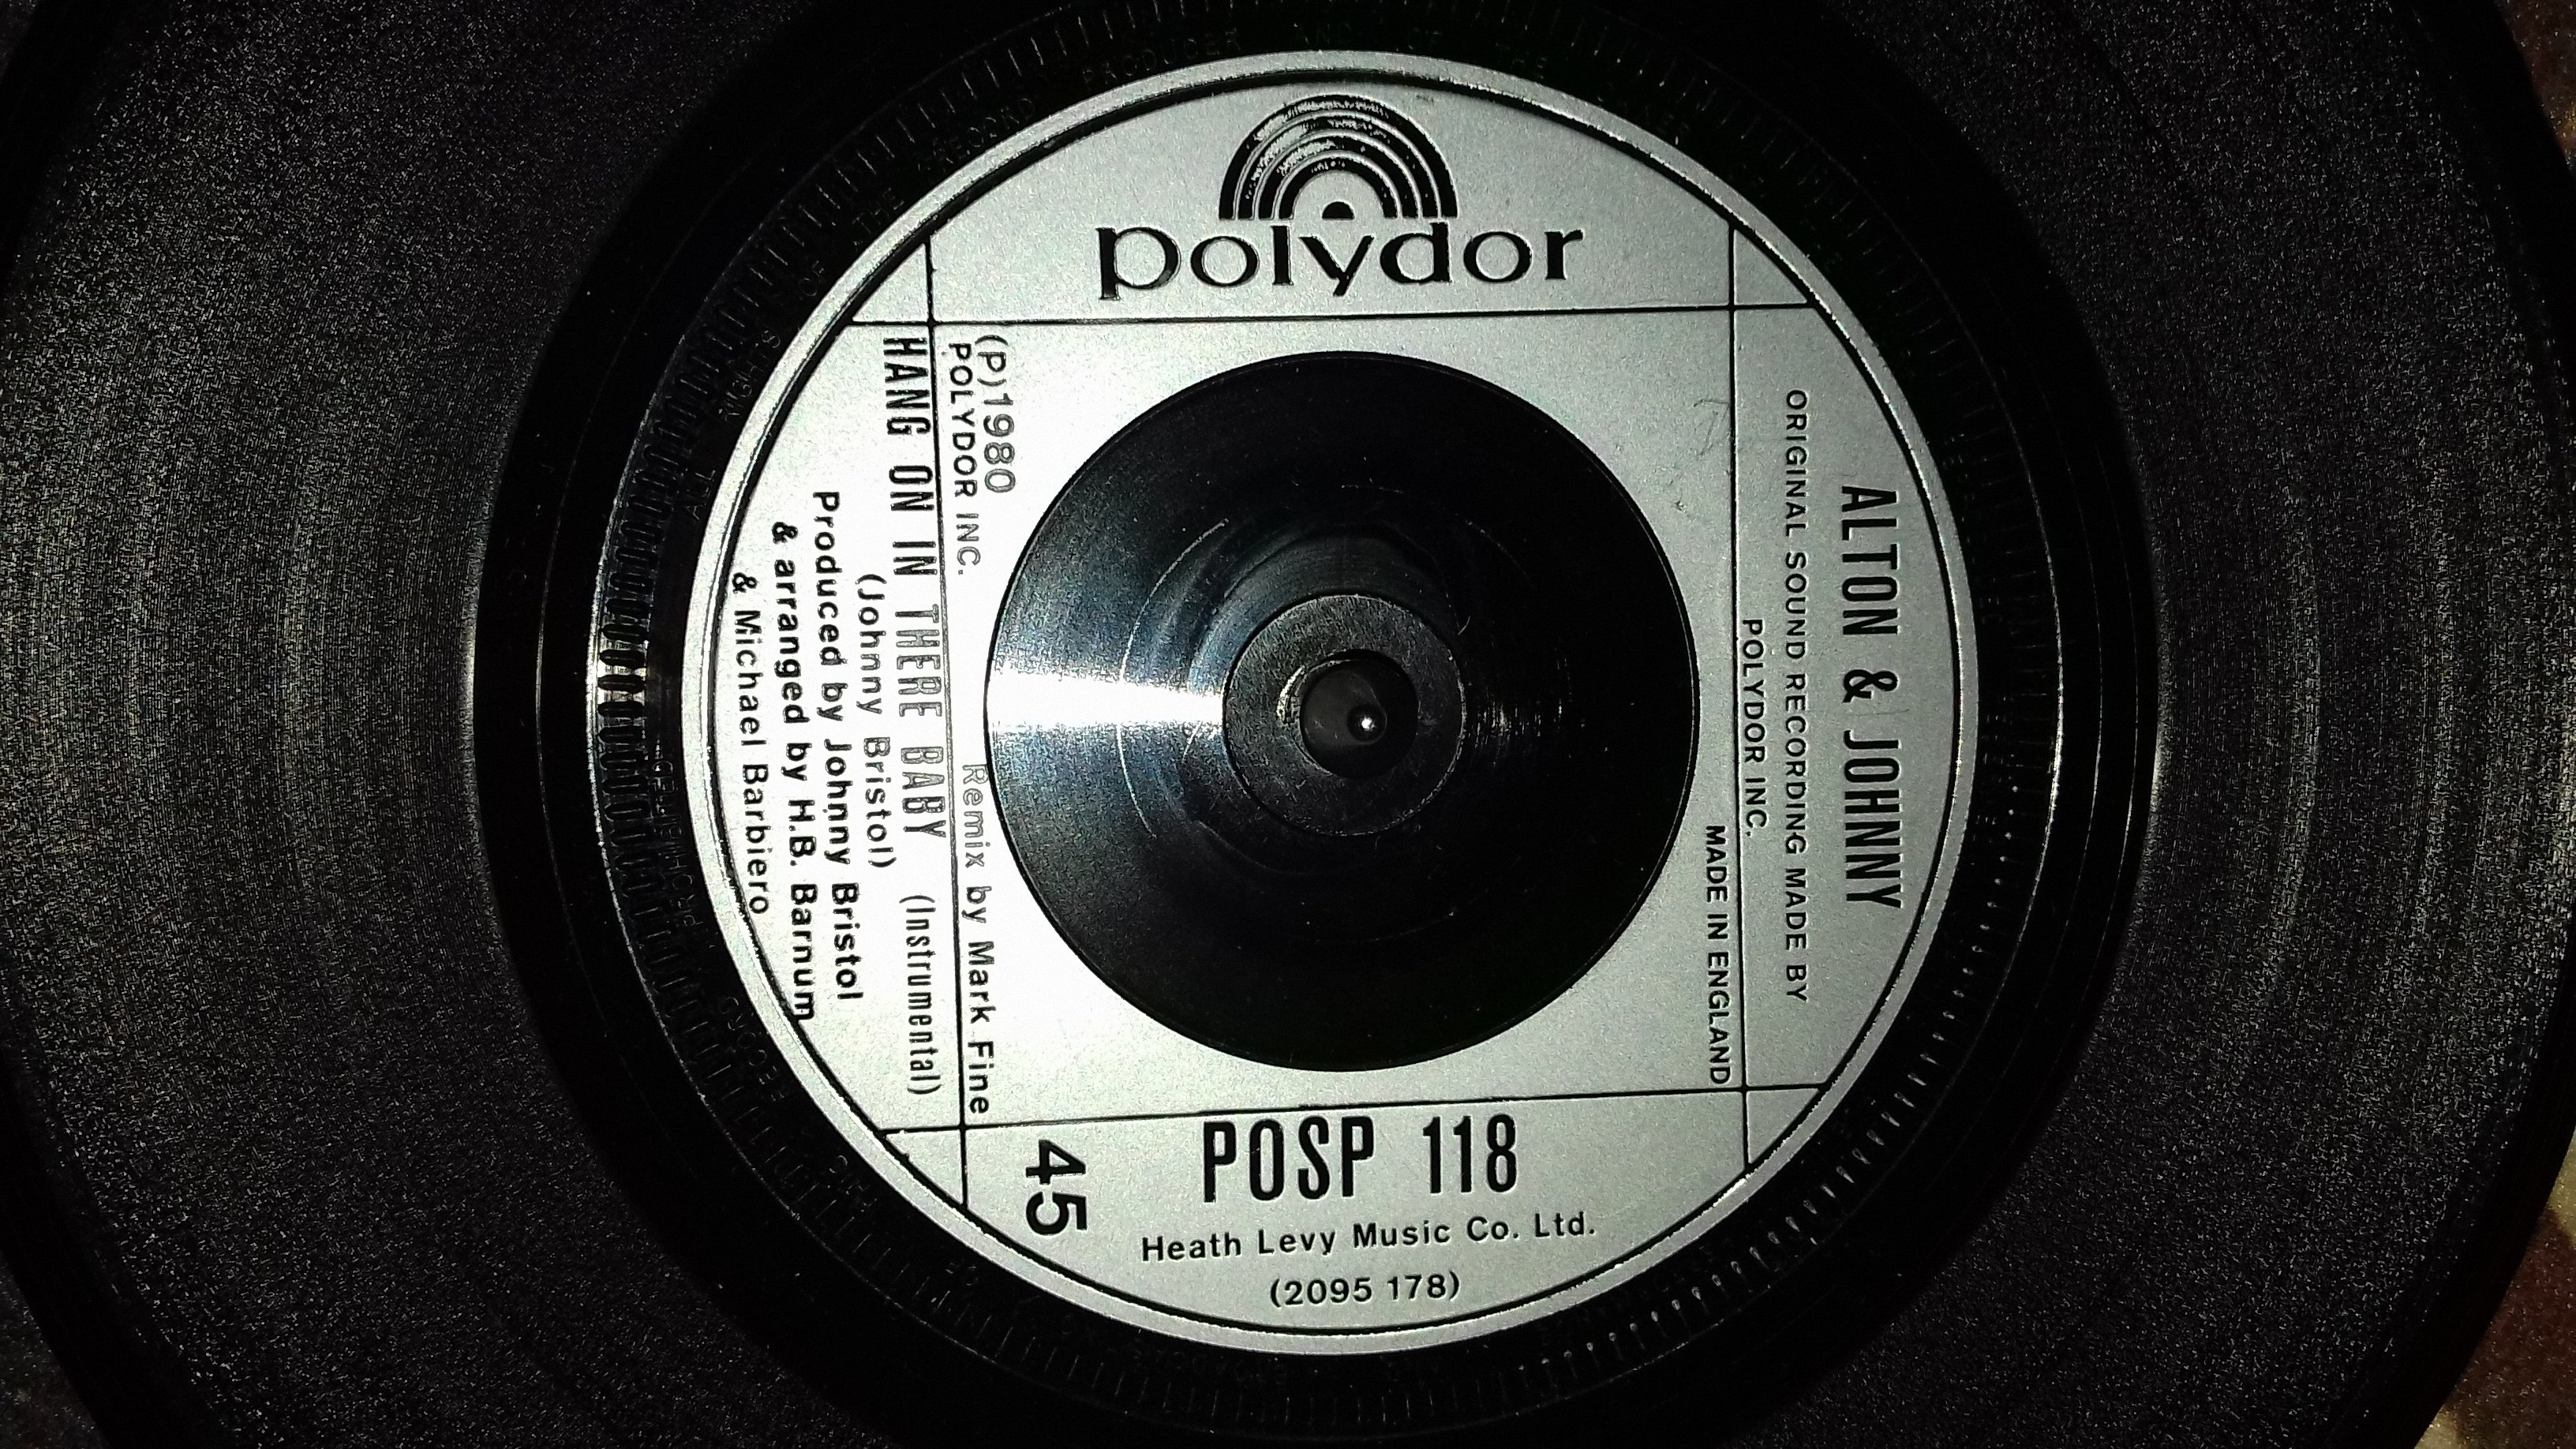 polydor
ALTON & JOHNNY
ORIGINAL SOUND RECORDING MADE BY
POLYDOR INC.
MADE IN ENGLAND
(P)1980
POLYDOR INC.
Remix by Mark Fine
HANG ON IN THERE BABY (Instrumental)
(Johnny Bristol)
Produced by Johnny Bristol
& arranged by H.B. Barnum
& Michael Barbiero
45
POSP 118
Heath Levy Music Co. Ltd.
(2095 178)